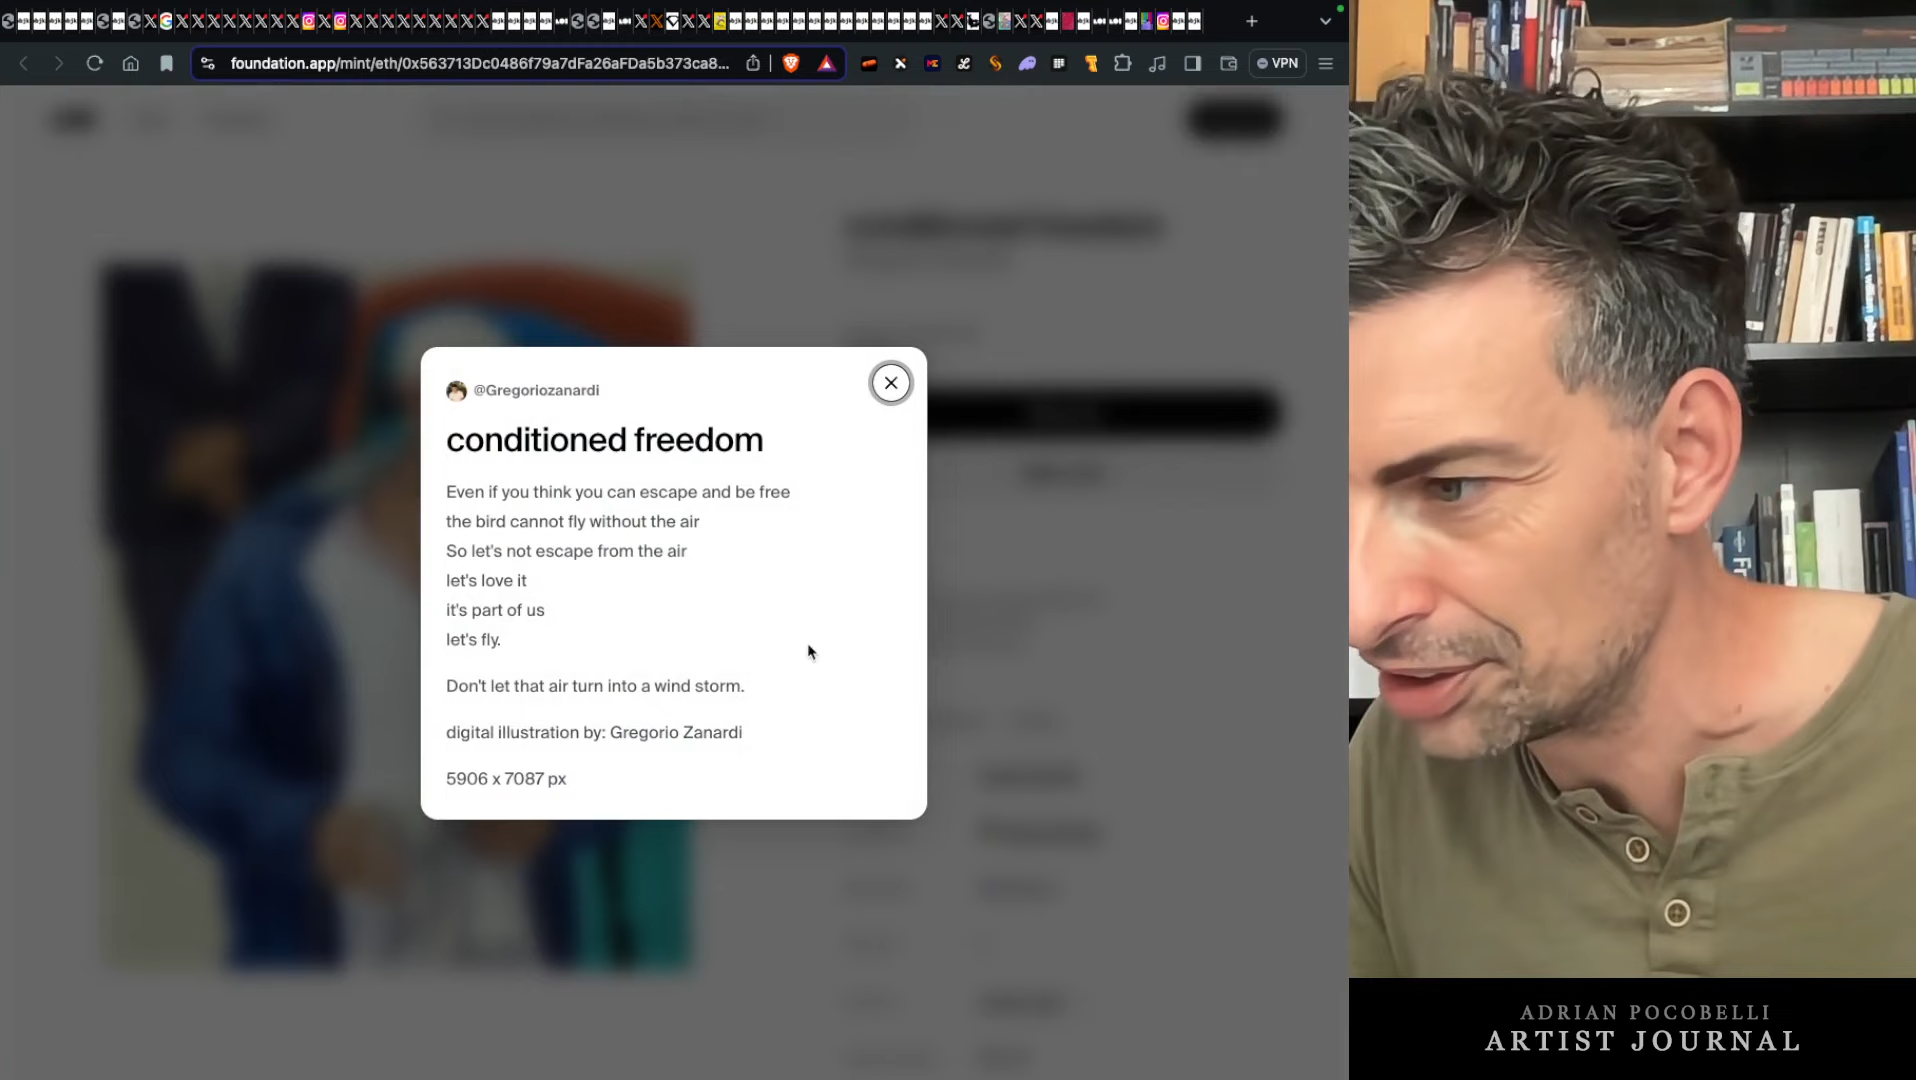 foundation.app/mint/eth/0x563713Dc0486f79a7dFa26aFDa5b373ca8...
VPN
@Gregoriozanardi
conditioned freedom
Even if you think you can escape and be free
the bird cannot fly without the air
So let's not escape from the air
let's love it
it's part of us
let's fly.
Don't let that air turn into a wind storm.
digital illustration by: Gregorio Zanardi
5906 x 7087 px
ADRIAN POCOBELLI
ARTIST JOURNAL